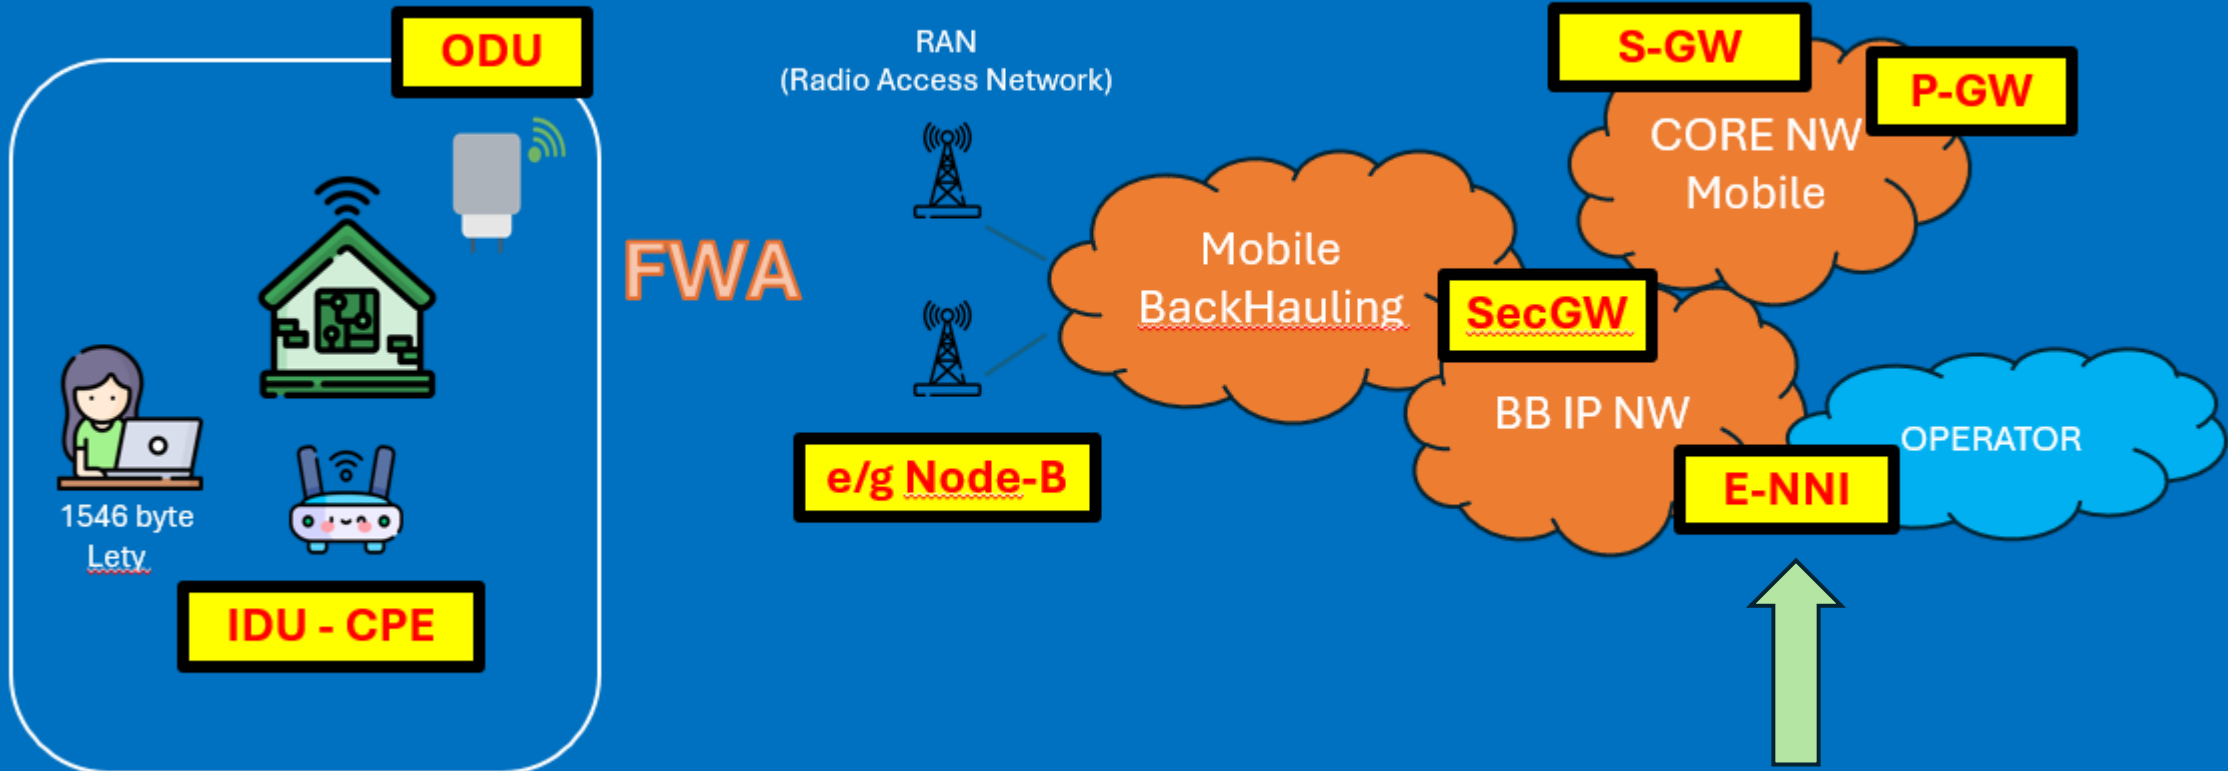 ODU
RAN
(Radio Access Network)
S-GW
P-GW
CORE NW
Mobile
FWA
Mobile
BackHauling
SecGW
BB IP NW
OPERATOR
e/g Node-B
E-NNI
1546 byte
Lety
IDU - CPE